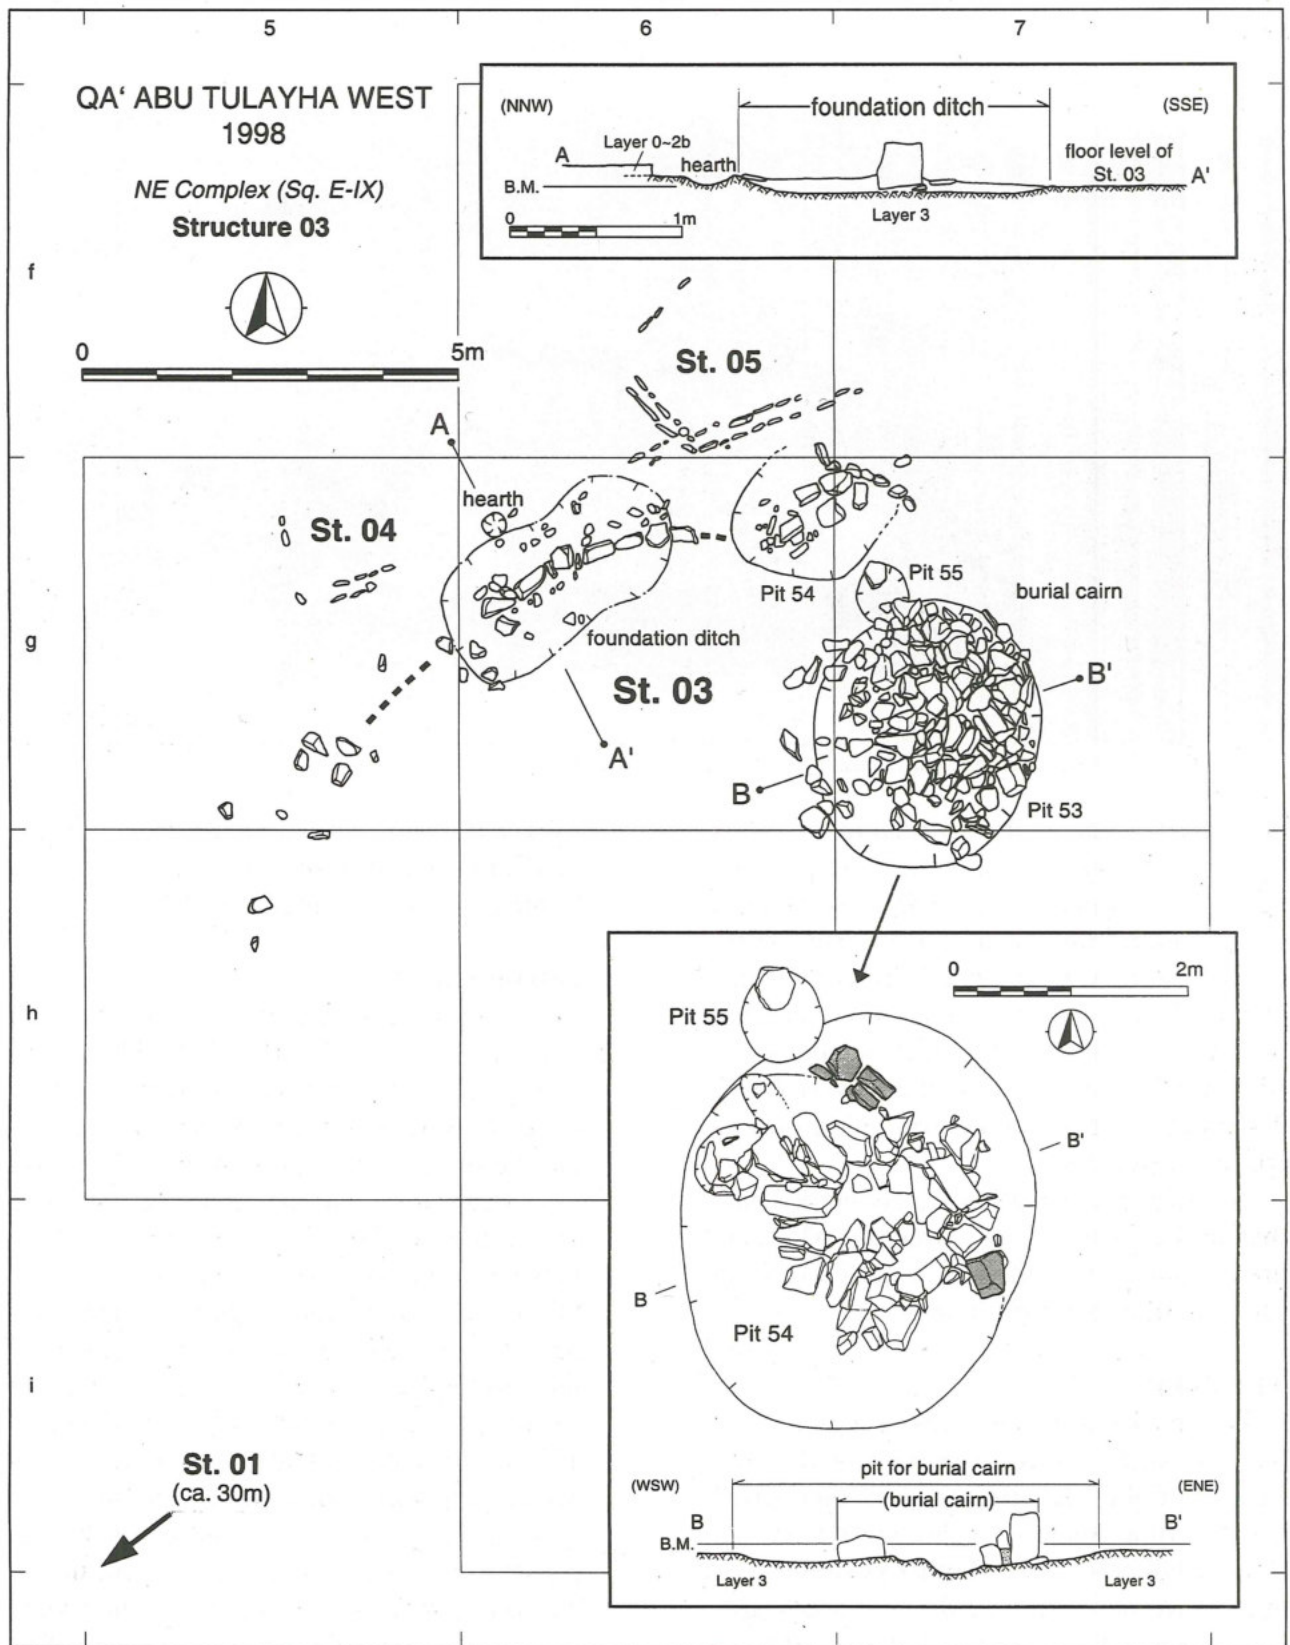 5 6 7
QA‘ ABU TULAYHA WEST
1998
NE Complex (Sq. E-IX)
Structure 03
0 5m
(NNW)
foundation ditch
(SSE)
Layer 0~2b
A
hearth
floor level of
St. 03
A'
B.M.
Layer 3
0 1m
f
St. 05
A
hearth
St. 04
Pit 54
Pit 55
burial cairn
g
foundation ditch
St. 03
B'
A'
B
Pit 53
h
0 2m
Pit 55
B'
B
Pit 54
i
St. 01
(ca. 30m)
pit for burial cairn
(WSW)
(burial cairn)
(ENE)
B
B'
B.M.
Layer 3
Layer 3